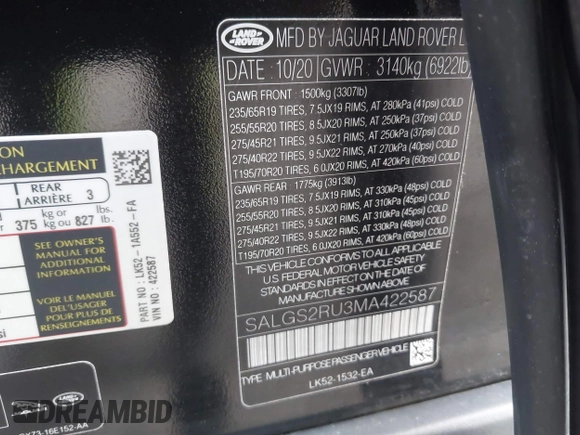 LAND ROVER
MFD BY JAGUAR LAND ROVER L
DATE : 10/20 GVWR : 3140kg (6922lb)
GAWR FRONT : 1500kg (3307lb)
235/65R19 TIRES, 7.5JX19 RIMS, AT 280kPa (41psi) COLD
255/55R20 TIRES, 8.5JX20 RIMS, AT 250kPa (37psi) COLD
275/45R21 TIRES, 9.5JX21 RIMS, AT 250kPa (37psi) COLD
275/40R22 TIRES, 9.5JX22 RIMS, AT 270kPa (40psi) COLD
T195/70R20 TIRES, 6.0JX20 RIMS, AT 420kPa (60psi) COLD
GAWR REAR : 1775kg (3913lb)
235/65R19 TIRES, 7.5JX19 RIMS, AT 330kPa (48psi) COLD
255/55R20 TIRES, 8.5JX20 RIMS, AT 310kPa (45psi) COLD
275/45R21 TIRES, 9.5JX21 RIMS, AT 310kPa (45psi) COLD
275/40R22 TIRES, 9.5JX22 RIMS, AT 330kPa (48psi) COLD
T195/70R20 TIRES, 6.0JX20 RIMS, AT 420kPa (60psi) COLD
THIS VEHICLE CONFORMS TO ALL APPLICABLE
U.S. FEDERAL MOTOR VEHICLE SAFETY
STANDARDS IN EFFECT ON THE DATE OF
MANUFACTURE SHOWN ABOVE.
SALGS2RU3MA422587
TYPE : MULTI-PURPOSE PASSENGER VEHICLE
LK52-1532-EA
ION
CHARGEMENT
REAR
ARRIÈRE 3
375 kg or
kg ou 827 lbs.
lb.
SEE OWNER'S
MANUAL FOR
ADDITIONAL
INFORMATION
VOIR LE MANUEL
DE L'USAGER
POUR PLUS DE
RENSEIGNEMENTS
PART NO : LK52-1A552-FA
VIN NO : 422587
16E152-AA
DREAMBID